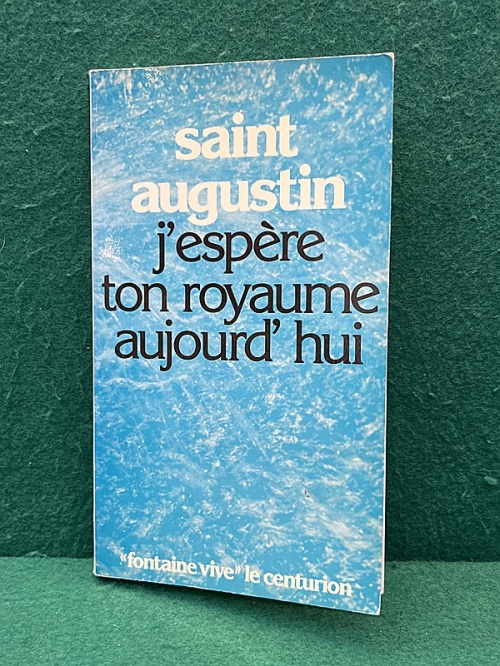 saint
augustin
j'espère
ton royaume
aujourd' hui
"fontaine vive" le centurion